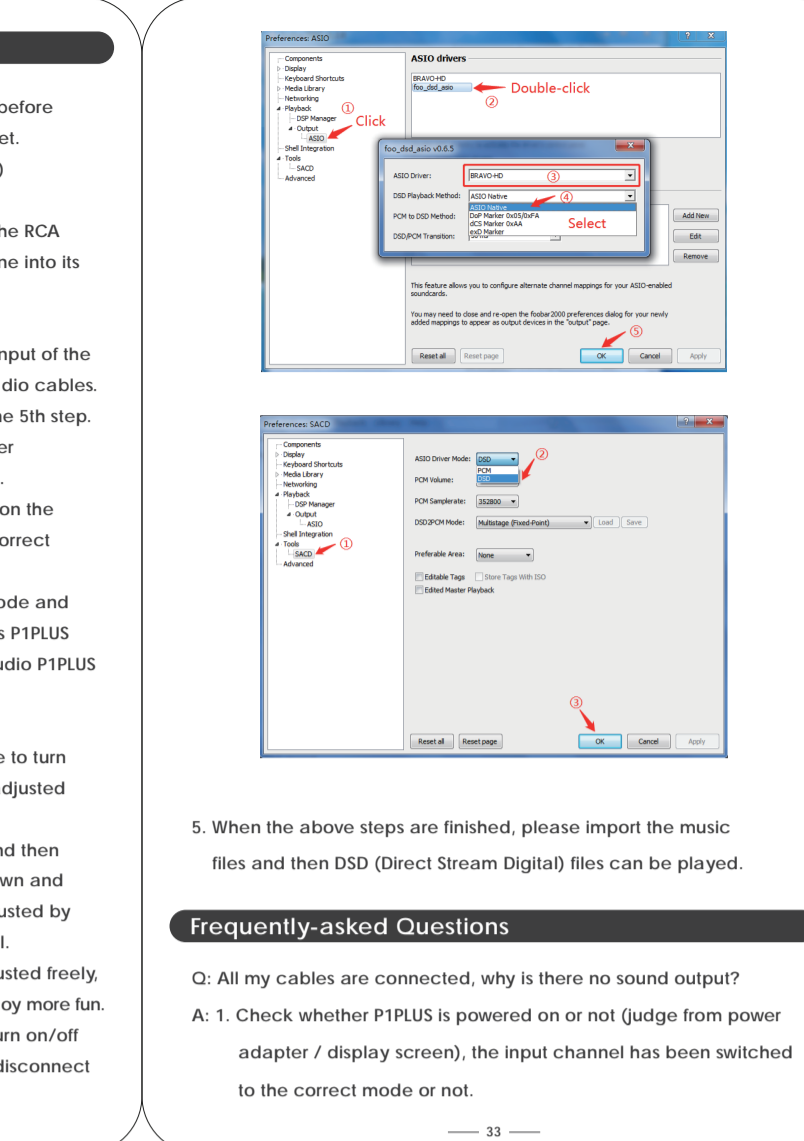 before
et.
)
he RCA
ne into its
nput of the
dio cables.
he 5th step.
er
.
on the
orrect
ode and
s P1PLUS
udio P1PLUS
e to turn
adjusted
nd then
wn and
usted by
l.
usted freely,
oy more fun.
urn on/off
disconnect
Preferences: ASIO
Components
Display
Keyboard Shortcuts
Media Library
Networking
Playback
DSP Manager
Output
ASIO
Shell Integration
Tools
SACD
Advanced
① Click
ASIO drivers
BRAVO-HD
foo_dsd_asio
Double-click
②
foo_dsd_asio v0.6.5
ASIO Driver: BRAVO-HD ③
DSD Playback Method: ASIO Native ④
ASIO Native
PCM to DSD Method: DoP Marker 0x05/0xFA
dCS Marker 0xAA
Select
DSD/PCM Transition: exD Marker
Add New
Edit
Remove
This feature allows you to configure alternate channel mappings for your ASIO-enabled
soundcards.
You may need to close and re-open the foobar2000 preferences dialog for your newly
added mappings to appear as output devices in the "output" page.
⑤
Reset all Reset page OK Cancel Apply
Preferences: SACD
Components
Display
Keyboard Shortcuts
Media Library
Networking
Playback
DSP Manager
Output
ASIO
Shell Integration
Tools
SACD
Advanced
①
ASIO Driver Mode: DSD ②
PCM
PCM Volume: DSD
PCM Samplerate: 352800
DSD2PCM Mode: Multistage (Fixed-Point) Load Save
Preferable Area: None
Editable Tags Store Tags With ISO
Edited Master Playback
③
Reset all Reset page OK Cancel Apply
5. When the above steps are finished, please import the music
files and then DSD (Direct Stream Digital) files can be played.
Frequently-asked Questions
Q: All my cables are connected, why is there no sound output?
A: 1. Check whether P1PLUS is powered on or not (judge from power
adapter / display screen), the input channel has been switched
to the correct mode or not.
33